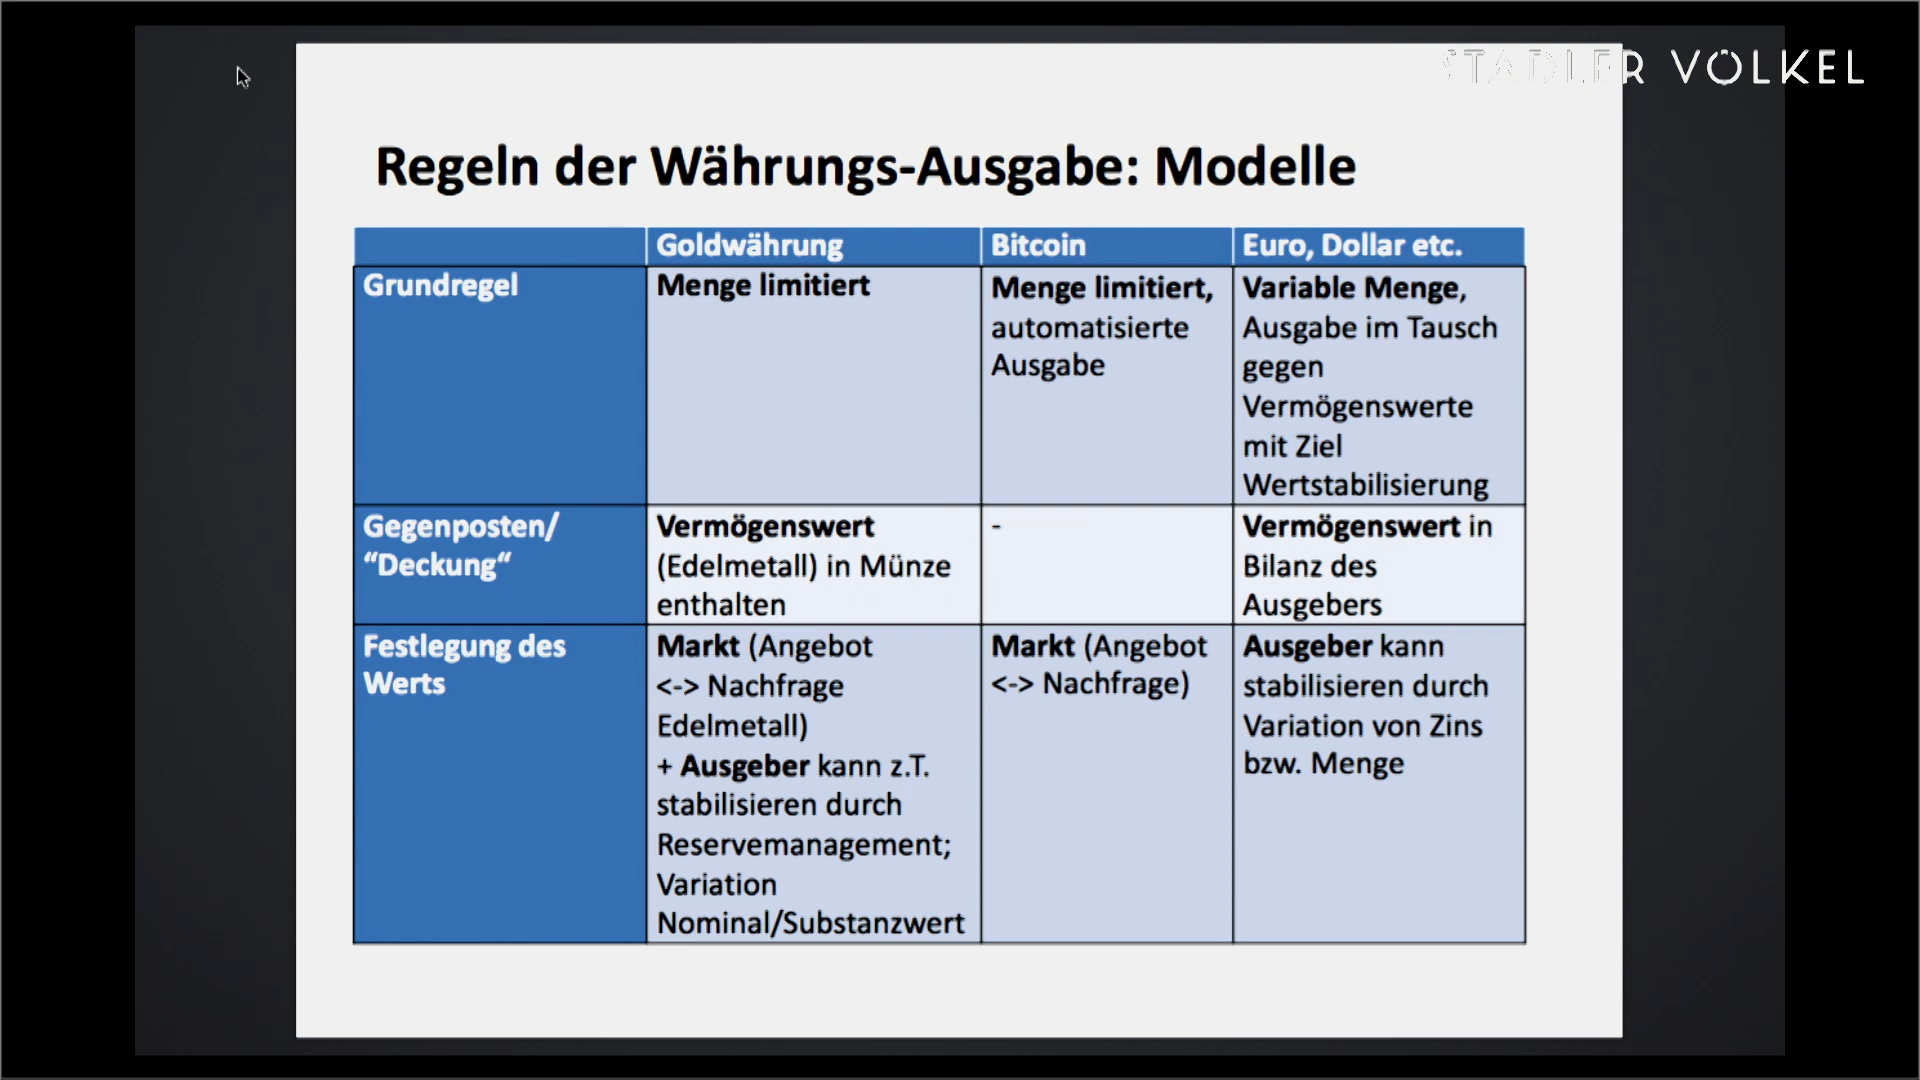 STADLER VÖLKEL
Regeln der Währungs-Ausgabe: Modelle
Goldwährung
Bitcoin
Euro, Dollar etc.
Grundregel
Menge limitiert
Menge limitiert,
automatisierte
Ausgabe
Variable Menge,
Ausgabe im Tausch
gegen
Vermögenswerte
mit Ziel
Wertstabilisierung
Gegenposten/
“Deckung“
Vermögenswert
(Edelmetall) in Münze
enthalten
-
Vermögenswert in
Bilanz des
Ausgebers
Festlegung des
Werts
Markt (Angebot
<-> Nachfrage
Edelmetall)
+ Ausgeber kann z.T.
stabilisieren durch
Reservemanagement;
Variation
Nominal/Substanzwert
Markt (Angebot
<-> Nachfrage)
Ausgeber kann
stabilisieren durch
Variation von Zins
bzw. Menge